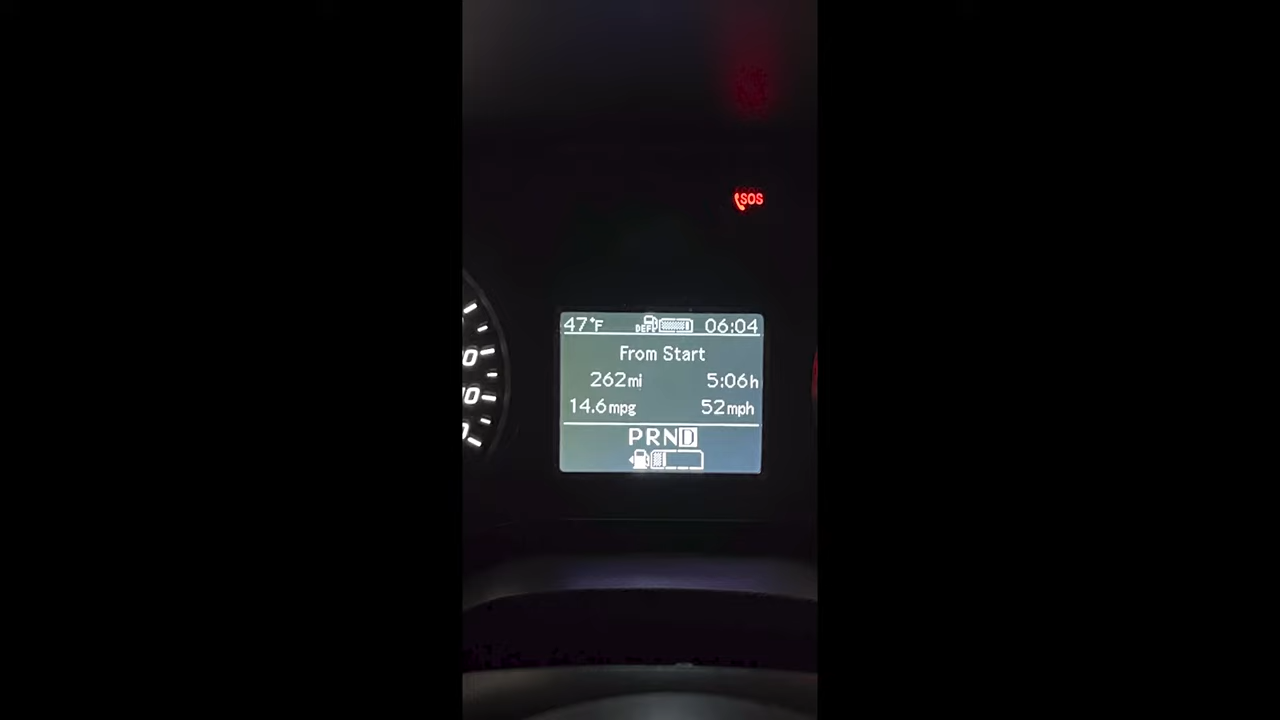 SOS
47°F DEF 06:04
From Start
262mi 5:06h
14.6mpg 52mph
PRND